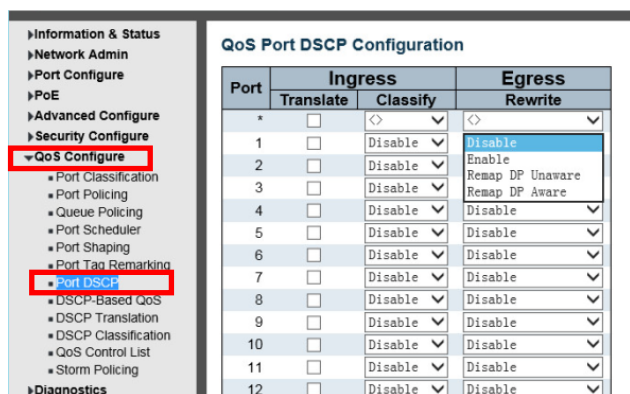 Information & Status
Network Admin
Port Configure
PoE
Advanced Configure
Security Configure
QoS Configure
Port Classification
Port Policing
Queue Policing
Port Scheduler
Port Shaping
Port Tag Remarking
Port DSCP
DSCP-Based QoS
DSCP Translation
DSCP Classification
QoS Control List
Storm Policing
Diagnostics
QoS Port DSCP Configuration
Port Ingress Egress
Translate Classify Rewrite
* <> <>
1 Disable Disable
Enable
2 Disable Remap DP Unaware
3 Disable Remap DP Aware
4 Disable Disable
5 Disable Disable
6 Disable Disable
7 Disable Disable
8 Disable Disable
9 Disable Disable
10 Disable Disable
11 Disable Disable
12 Disable Disable